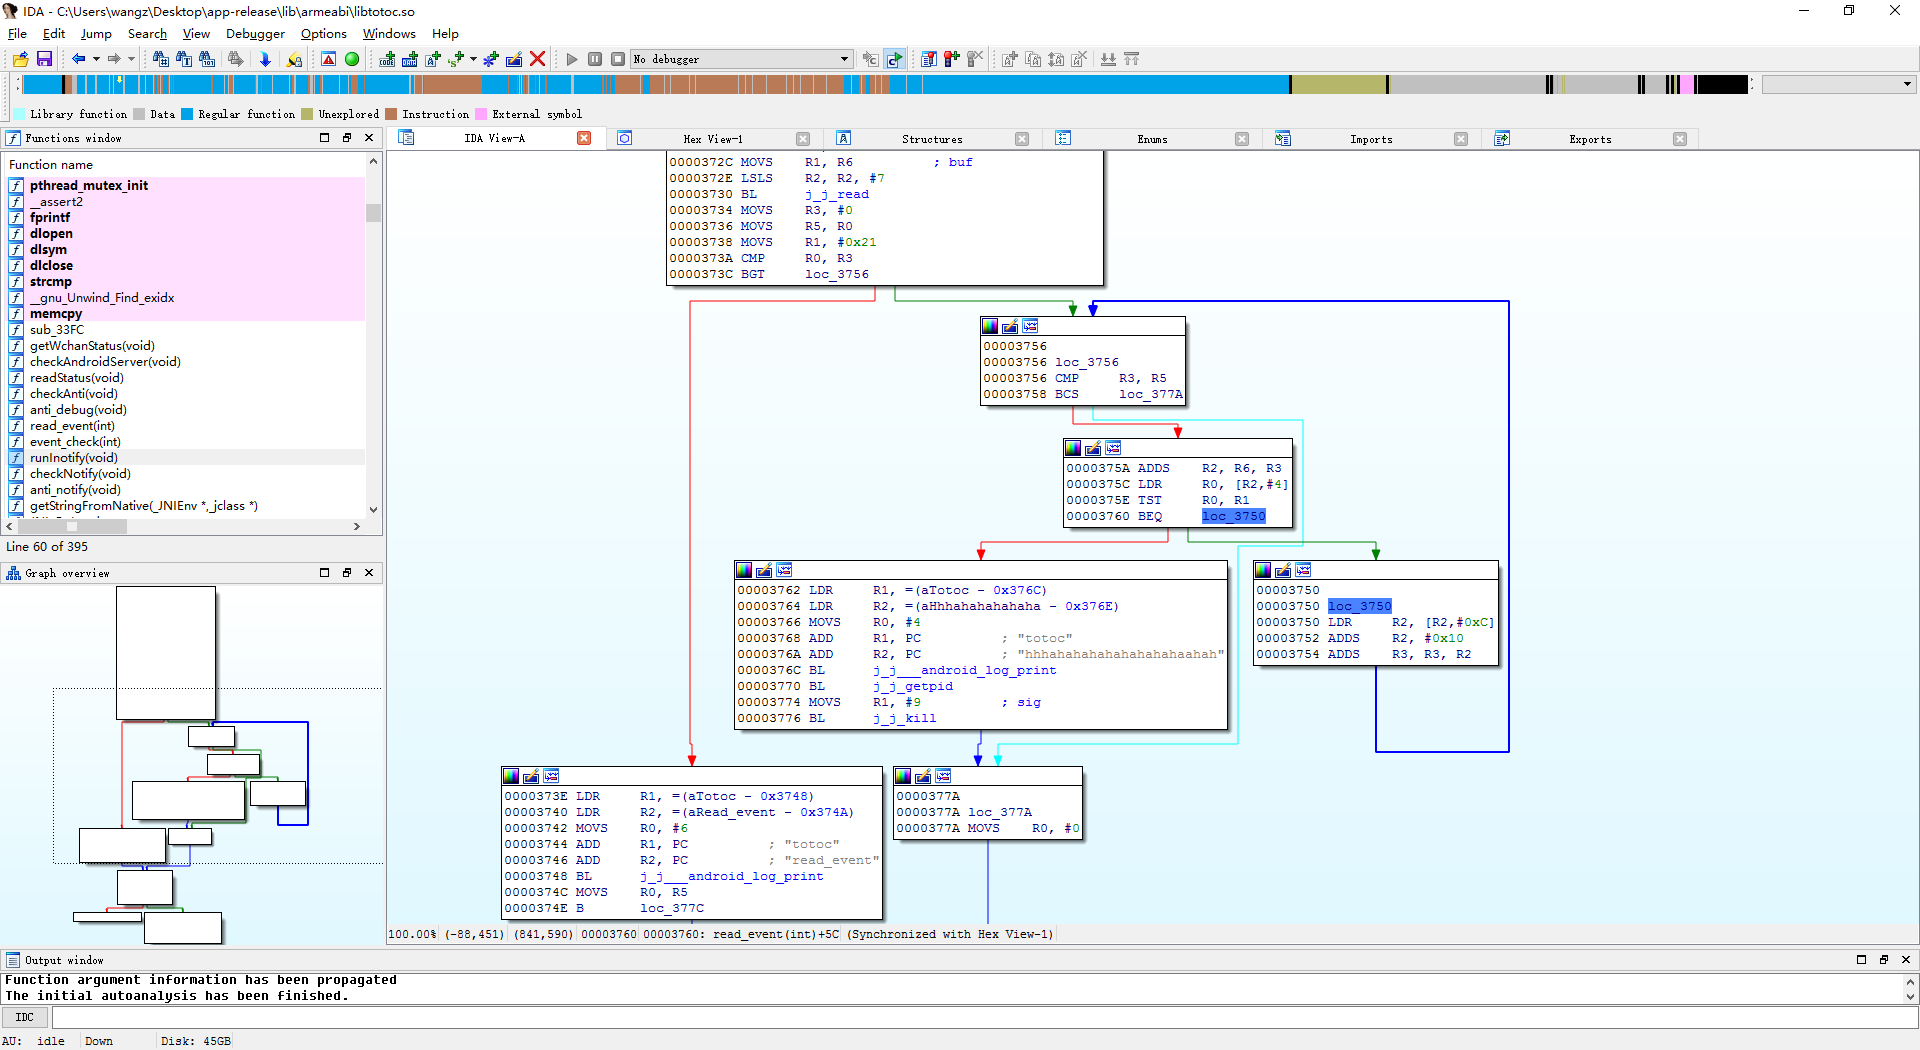 IDA - C:\Users\wangz\Desktop\app-release\lib\armeabi\libtotoc.so
File Edit Jump Search View Debugger Options Windows Help
No debugger
Library function Data Regular function Unexplored Instruction External symbol
Functions window
IDA View-A Hex View-1 Structures Enums Imports Exports
Function name
pthread_mutex_init
__assert2
fprintf
dlopen
dlsym
dlclose
strcmp
__gnu_Unwind_Find_exidx
memcpy
sub_33FC
getWchanStatus(void)
checkAndroidServer(void)
readStatus(void)
checkAnti(void)
anti_debug(void)
read_event(int)
event_check(int)
runInotify(void)
checkNotify(void)
anti_notify(void)
getStringFromNative(_JNIEnv *,_jclass *)
Line 60 of 395
Graph overview
0000372C MOVS R1, R6 ; buf
0000372E LSLS R2, R2, #7
00003730 BL j_j_read
00003734 MOVS R3, #0
00003736 MOVS R5, R0
00003738 MOVS R1, #0x21
0000373A CMP R0, R3
0000373C BGT loc_3756
00003756
00003756 loc_3756
00003756 CMP R3, R5
00003758 BCS loc_377A
0000375A ADDS R2, R6, R3
0000375C LDR R0, [R2,#4]
0000375E TST R0, R1
00003760 BEQ loc_3750
00003762 LDR R1, =(aTotoc - 0x376C)
00003764 LDR R2, =(aHhhahahahahaha - 0x376E)
00003766 MOVS R0, #4
00003768 ADD R1, PC ; "totoc"
0000376A ADD R2, PC ; "hhhahahahahahahahahaahah"
0000376C BL j_j___android_log_print
00003770 BL j_j_getpid
00003774 MOVS R1, #9 ; sig
00003776 BL j_j_kill
00003750
00003750 loc_3750
00003750 LDR R2, [R2,#0xC]
00003752 ADDS R2, #0x10
00003754 ADDS R3, R3, R2
0000373E LDR R1, =(aTotoc - 0x3748)
00003740 LDR R2, =(aRead_event - 0x374A)
00003742 MOVS R0, #6
00003744 ADD R1, PC ; "totoc"
00003746 ADD R2, PC ; "read_event"
00003748 BL j_j___android_log_print
0000374C MOVS R0, R5
0000374E B loc_377C
0000377A
0000377A loc_377A
0000377A MOVS R0, #0
100.00% (-88,451) (841,590) 00003760 00003760: read_event(int)+5C (Synchronized with Hex View-1)
Output window
Function argument information has been propagated
The initial autoanalysis has been finished.
IDC
AU: idle Down Disk: 45GB